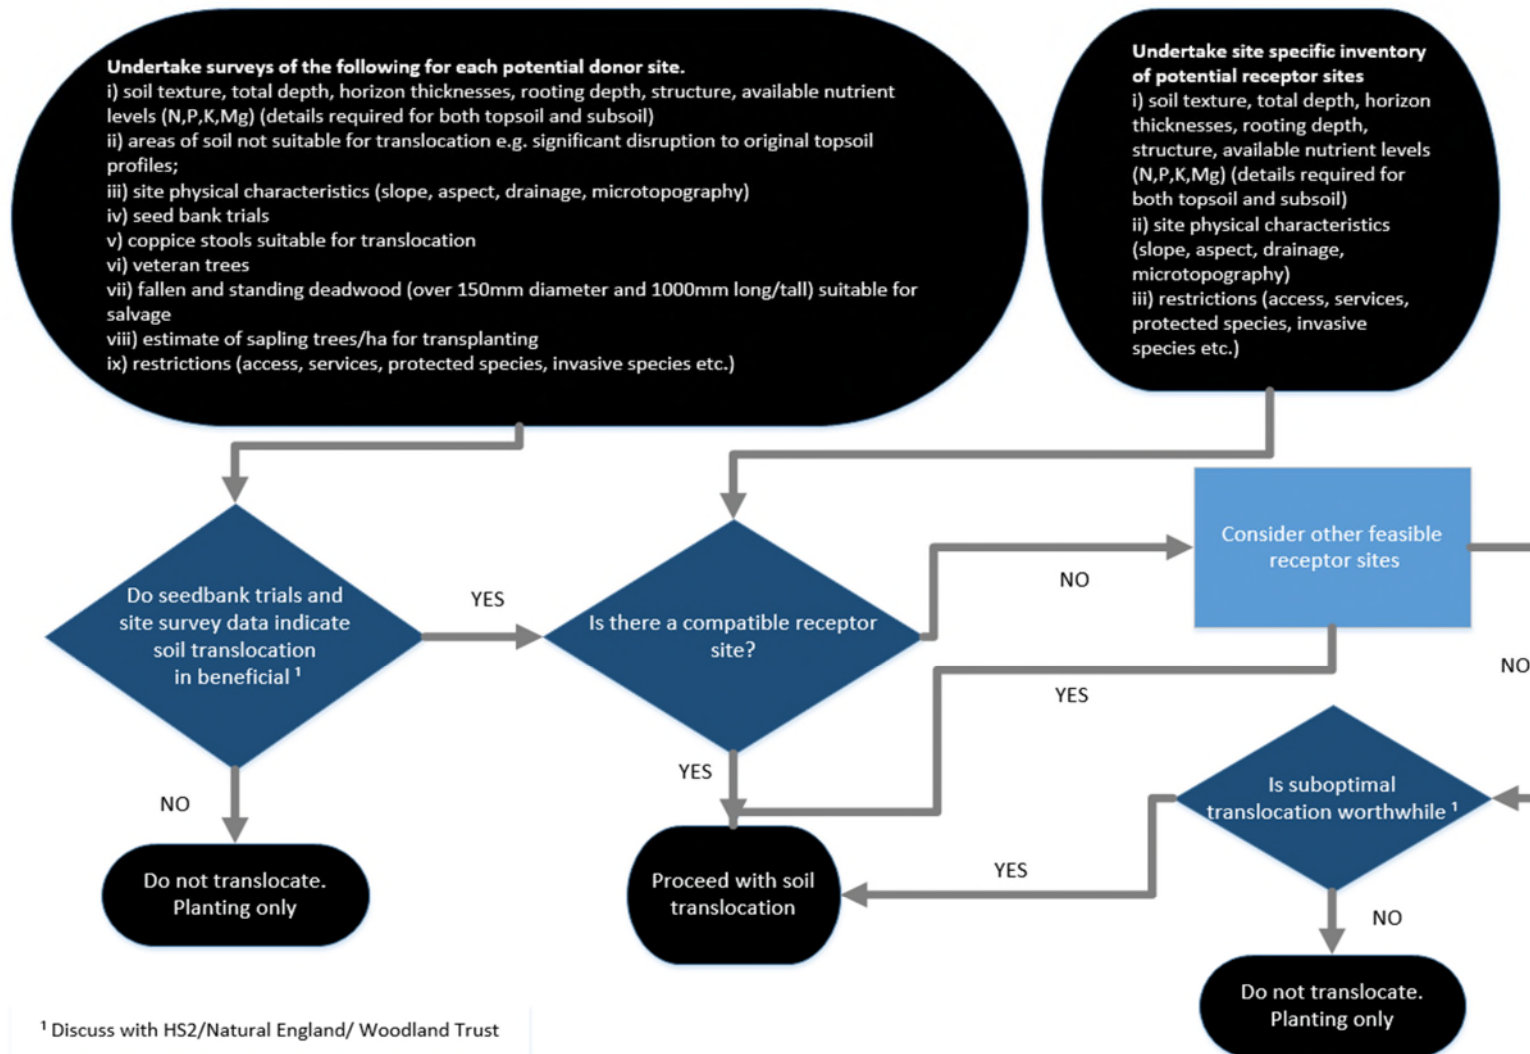 Undertake surveys of the following for each potential donor site.
i) soil texture, total depth, horizon thicknesses, rooting depth, structure, available nutrient
levels (N,P,K,Mg) (details required for both topsoil and subsoil)
ii) areas of soil not suitable for translocation e.g. significant disruption to original topsoil
profiles;
iii) site physical characteristics (slope, aspect, drainage, microtopography)
iv) seed bank trials
v) coppice stools suitable for translocation
vi) veteran trees
vii) fallen and standing deadwood (over 150mm diameter and 1000mm long/tall) suitable for
salvage
viii) estimate of sapling trees/ha for transplanting
ix) restrictions (access, services, protected species, invasive species etc.)
Undertake site specific inventory
of potential receptor sites
i) soil texture, total depth, horizon
thicknesses, rooting depth,
structure, available nutrient levels
(N,P,K,Mg) (details required for
both topsoil and subsoil)
ii) site physical characteristics
(slope, aspect, drainage,
microtopography)
iii) restrictions (access, services,
protected species, invasive
species etc.)
Do seedbank trials and
site survey data indicate
soil translocation
in beneficial ¹
YES
Is there a compatible receptor
site?
NO
Consider other feasible
receptor sites
NO
YES
YES
NO
Is suboptimal
translocation worthwhile ¹
YES
NO
Do not translocate.
Planting only
Proceed with soil
translocation
Do not translocate.
Planting only
¹ Discuss with HS2/Natural England/ Woodland Trust